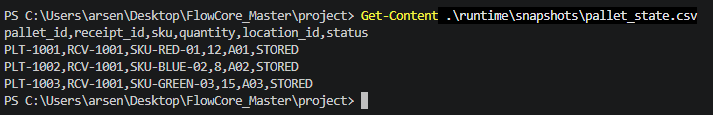 PS C:\Users\arsen\Desktop\FlowCore_Master\project> Get-Content .\runtime\snapshots\pallet_state.csv
pallet_id,receipt_id,sku,quantity,location_id,status
PLT-1001,RCV-1001,SKU-RED-01,12,A01,STORED
PLT-1002,RCV-1001,SKU-BLUE-02,8,A02,STORED
PLT-1003,RCV-1001,SKU-GREEN-03,15,A03,STORED
PS C:\Users\arsen\Desktop\FlowCore_Master\project>